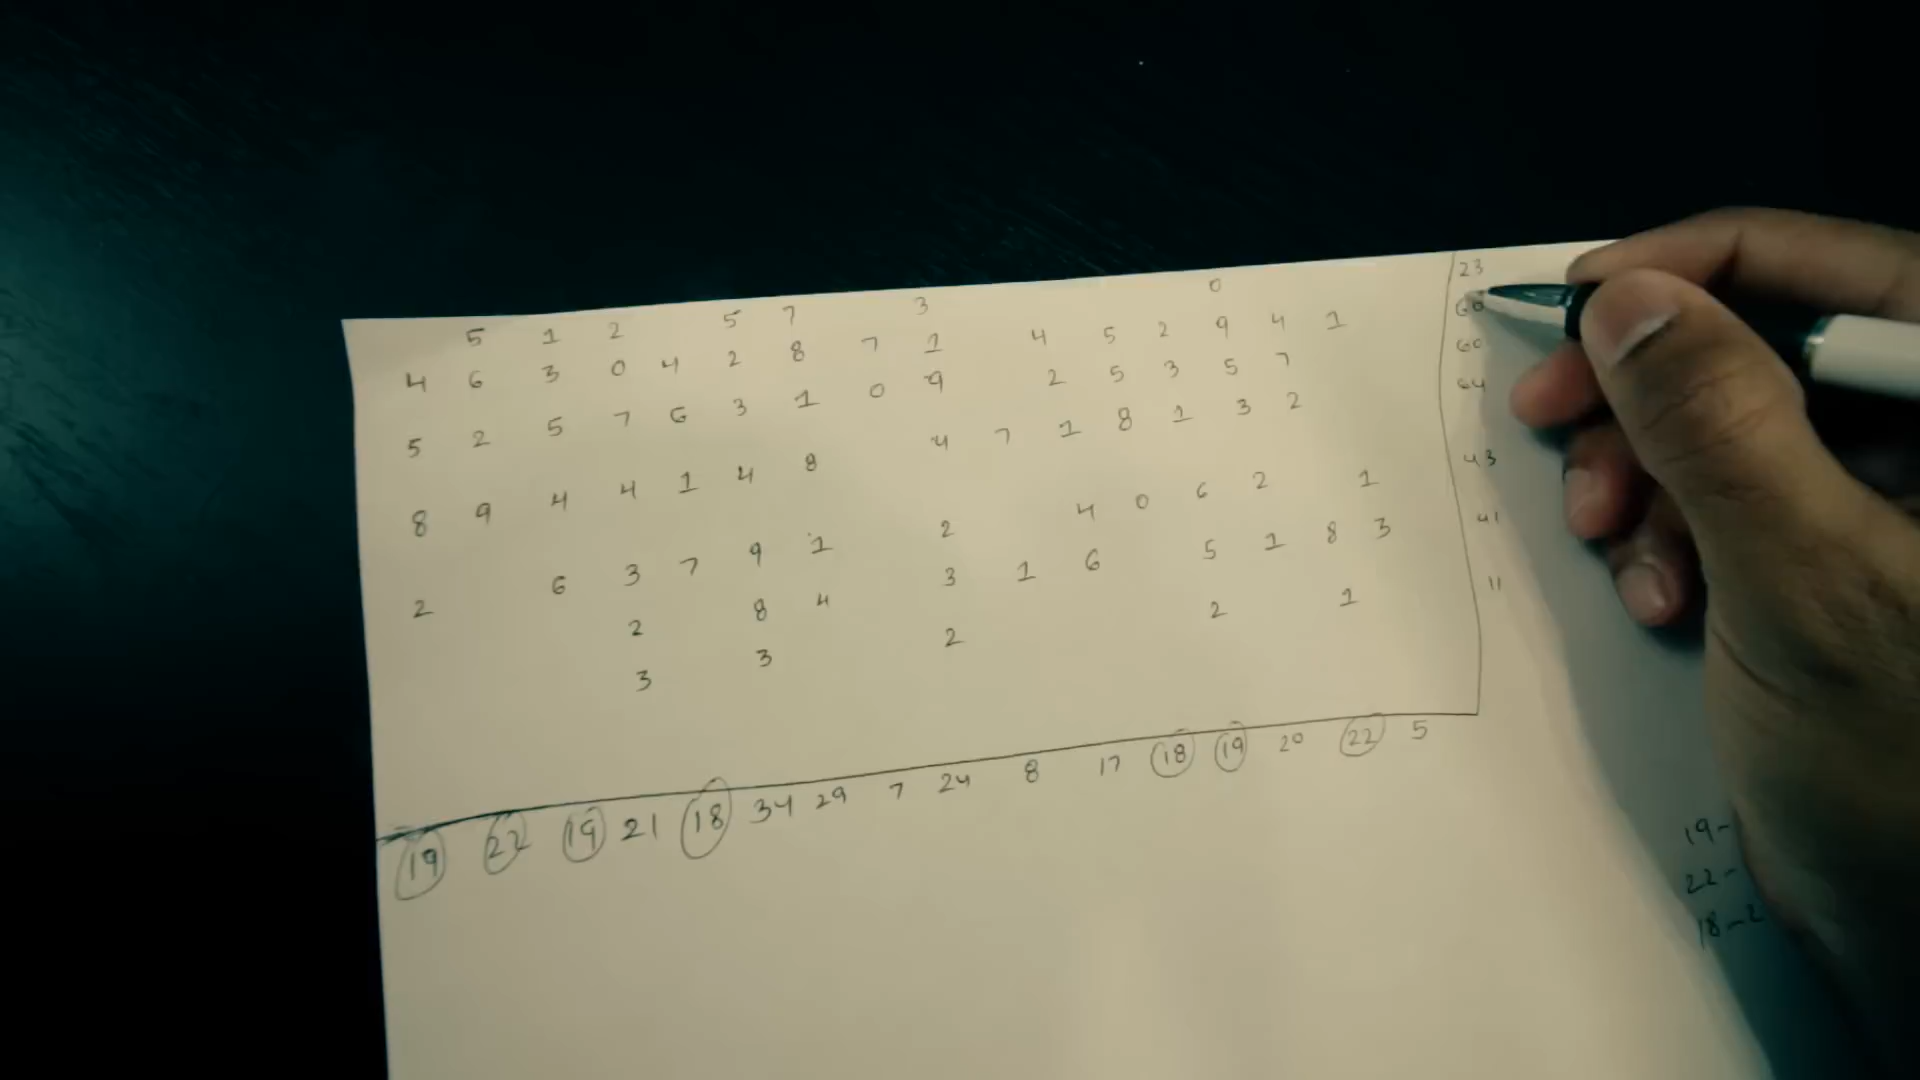 5 1 2 5 7 3 0 23
4 6 3 0 4 2 8 7 1 4 5 2 9 4 1 60
5 2 5 7 6 3 1 0 9 2 5 3 5 7 60
8 9 4 4 1 4 8 4 7 1 8 1 3 2 64
2 6 3 7 9 1 2 4 0 6 2 1 43
2 8 4 3 1 6 5 1 8 3 41
3 3 2 2 1 11
19 22 19 21 18 34 29 7 24 8 17 18 19 20 22 5
19-
22-
18-2